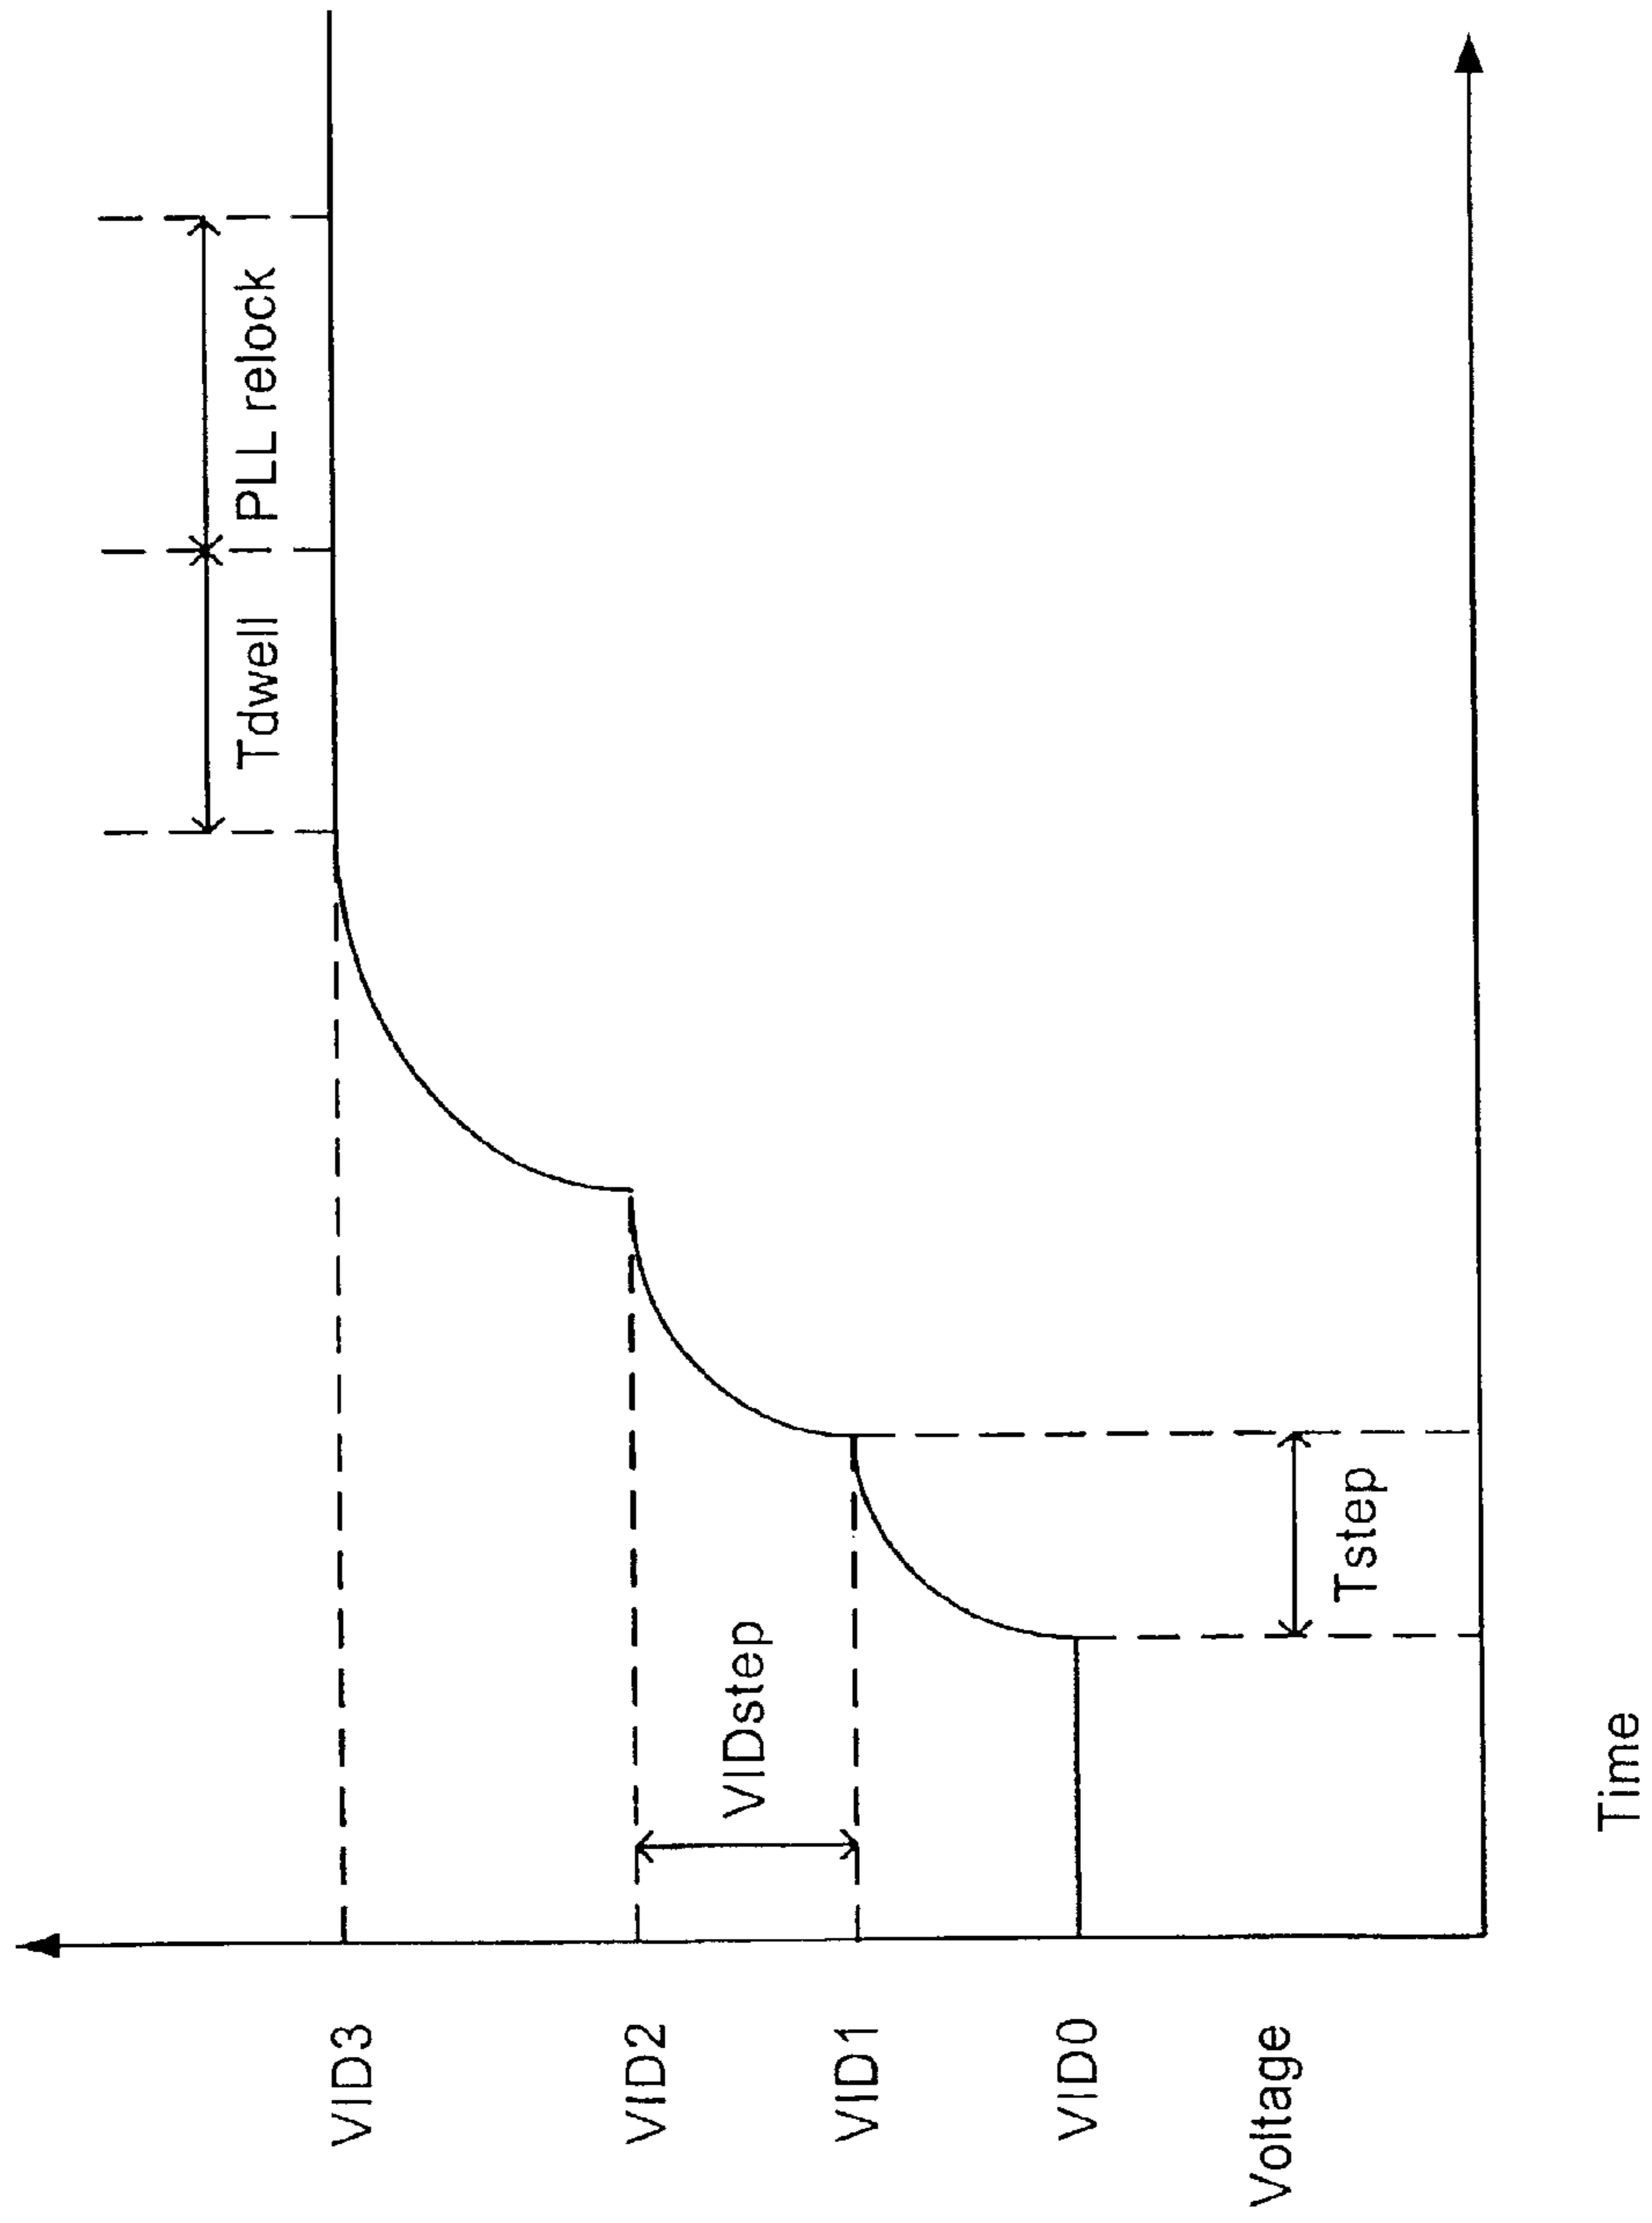 Tdwell
PLL relock
VID3
VID2
VIDstep
VID1
VID0
Tstep
Voltage
Time